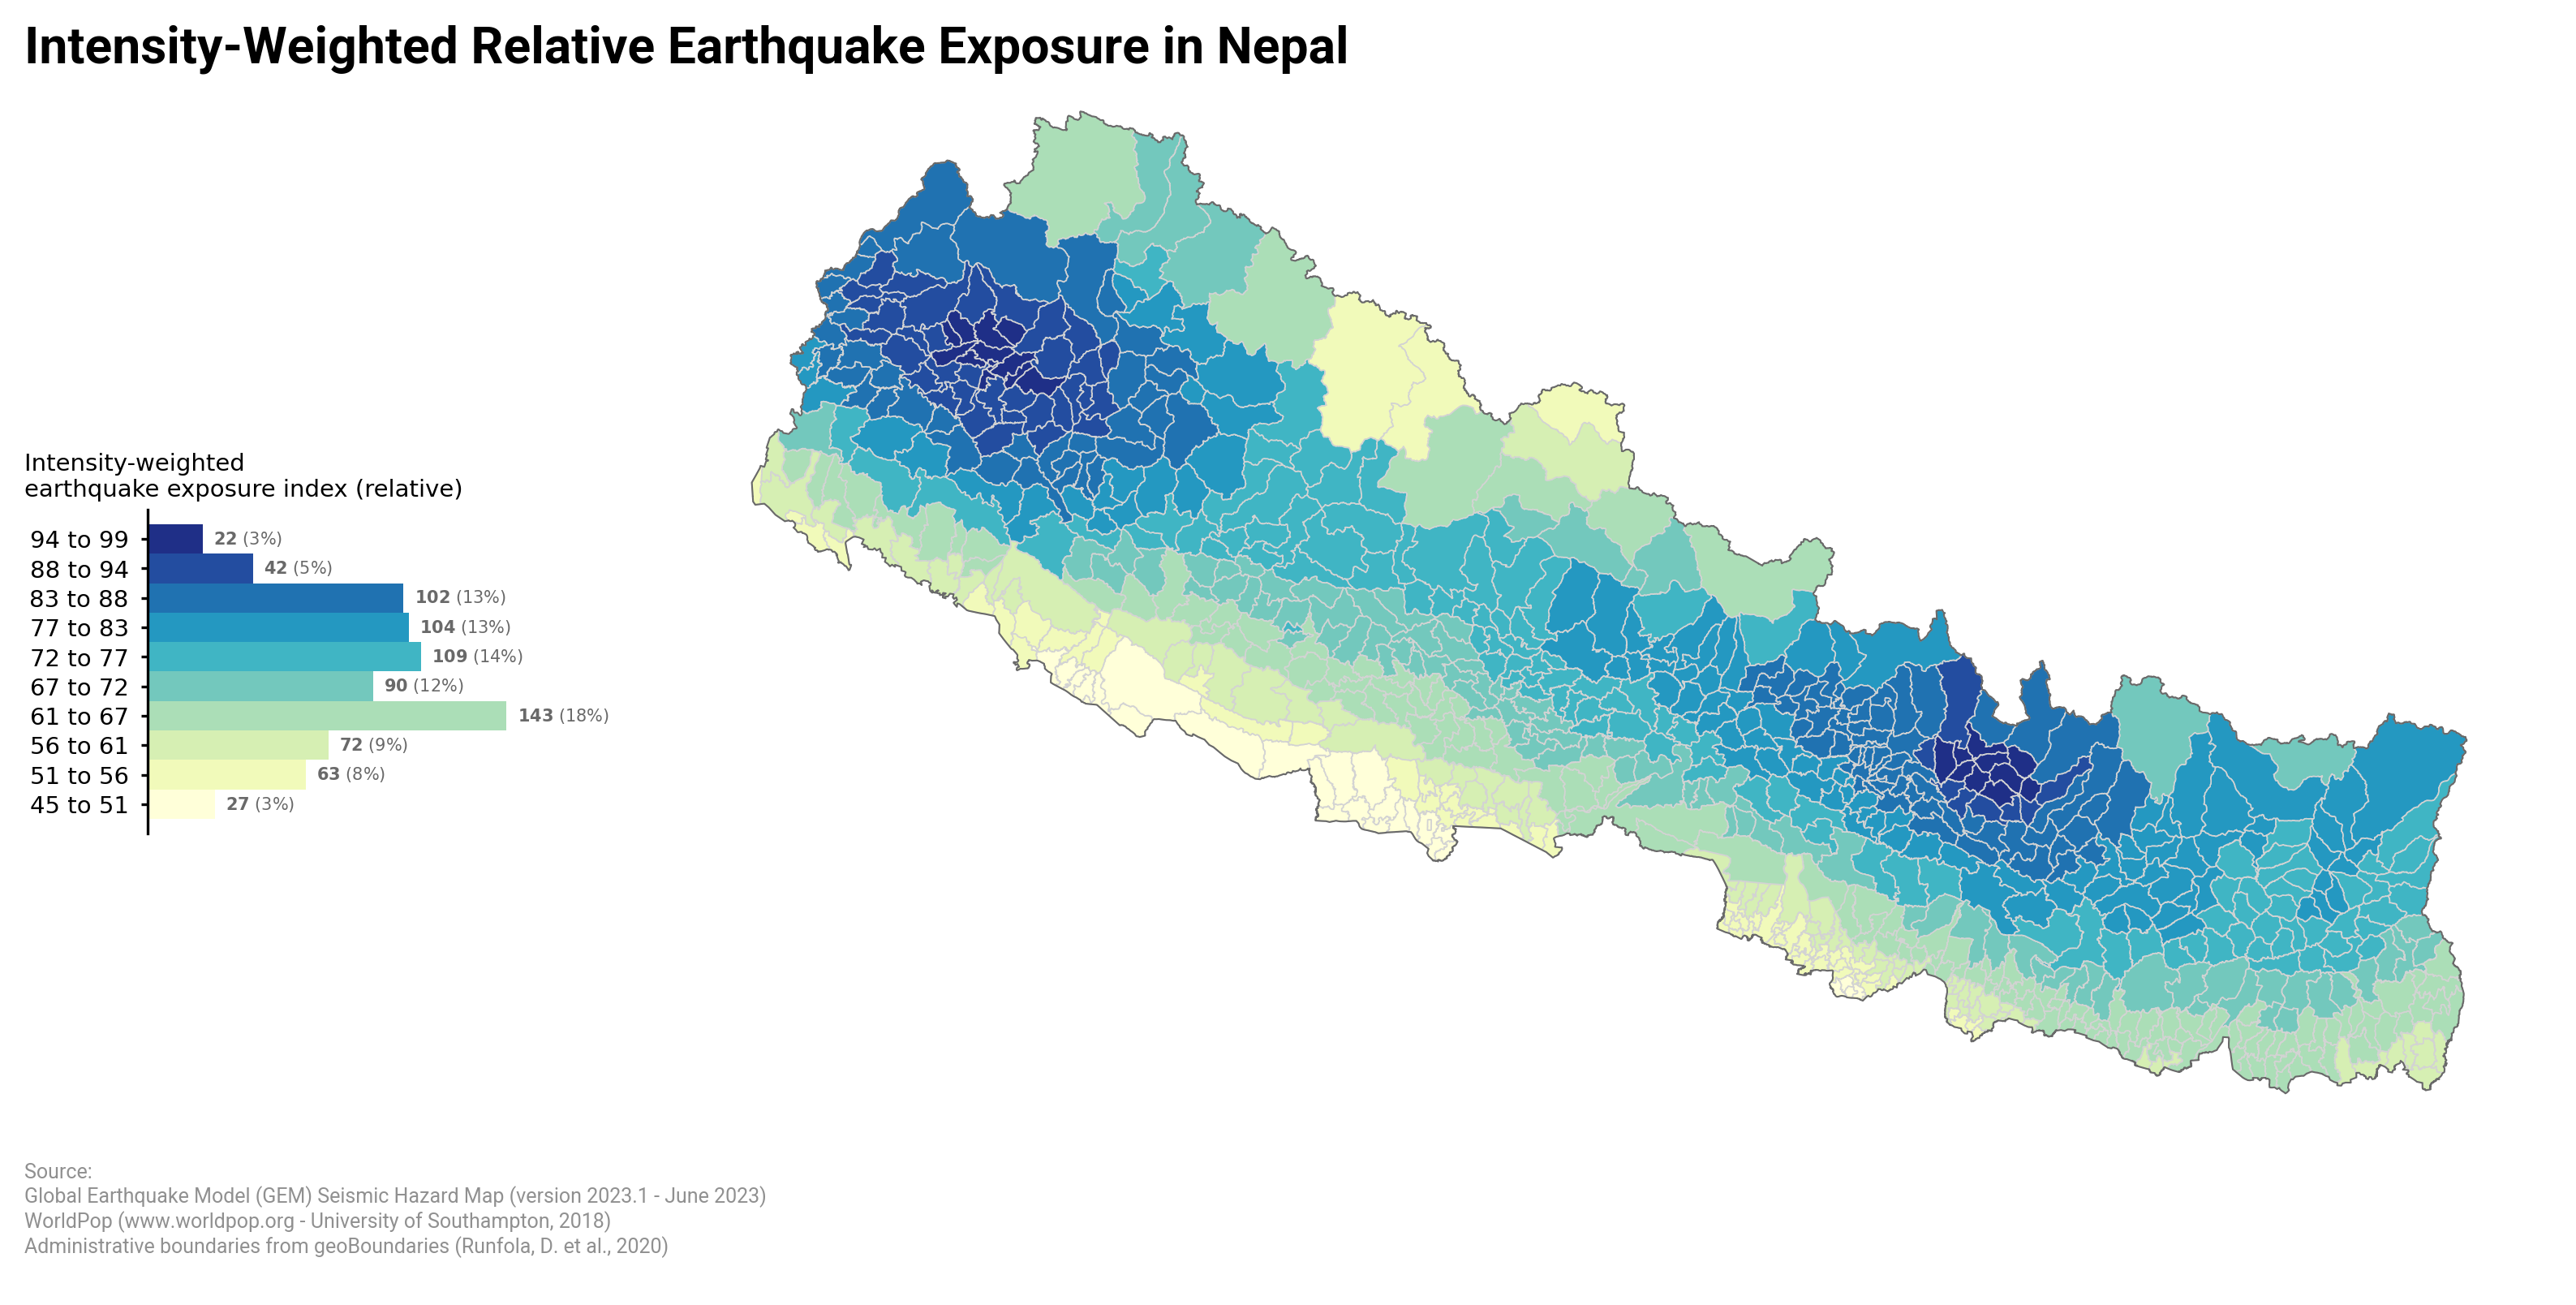 Intensity-Weighted Relative Earthquake Exposure in Nepal
Intensity-weighted
earthquake exposure index (relative)
94 to 99 22 (3%)
88 to 94 42 (5%)
83 to 88 102 (13%)
77 to 83 104 (13%)
72 to 77 109 (14%)
67 to 72 90 (12%)
61 to 67 143 (18%)
56 to 61 72 (9%)
51 to 56 63 (8%)
45 to 51 27 (3%)
Source:
Global Earthquake Model (GEM) Seismic Hazard Map (version 2023.1 - June 2023)
WorldPop (www.worldpop.org - University of Southampton, 2018)
Administrative boundaries from geoBoundaries (Runfola, D. et al., 2020)